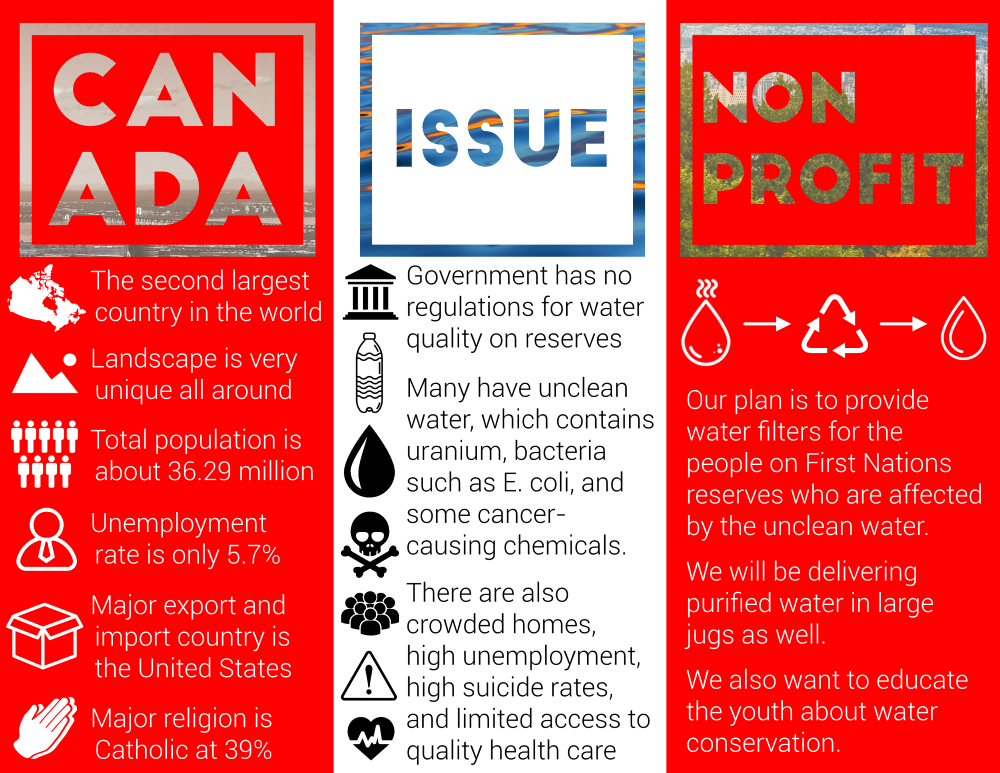 CAN
ADA
The second largest
country in the world
Landscape is very
unique all around
Total population is
about 36.29 million
Unemployment
rate is only 5.7%
Major export and
import country is
the United States
Major religion is
Catholic at 39%
ISSUE
Government has no
regulations for water
quality on reserves
Many have unclean
water, which contains
uranium, bacteria
such as E. coli, and
some cancer-
causing chemicals.
There are also
crowded homes,
high unemployment,
high suicide rates,
and limited access to
quality health care
NON
PROFIT
Our plan is to provide
water filters for the
people on First Nations
reserves who are affected
by the unclean water.
We will be delivering
purified water in large
jugs as well.
We also want to educate
the youth about water
conservation.